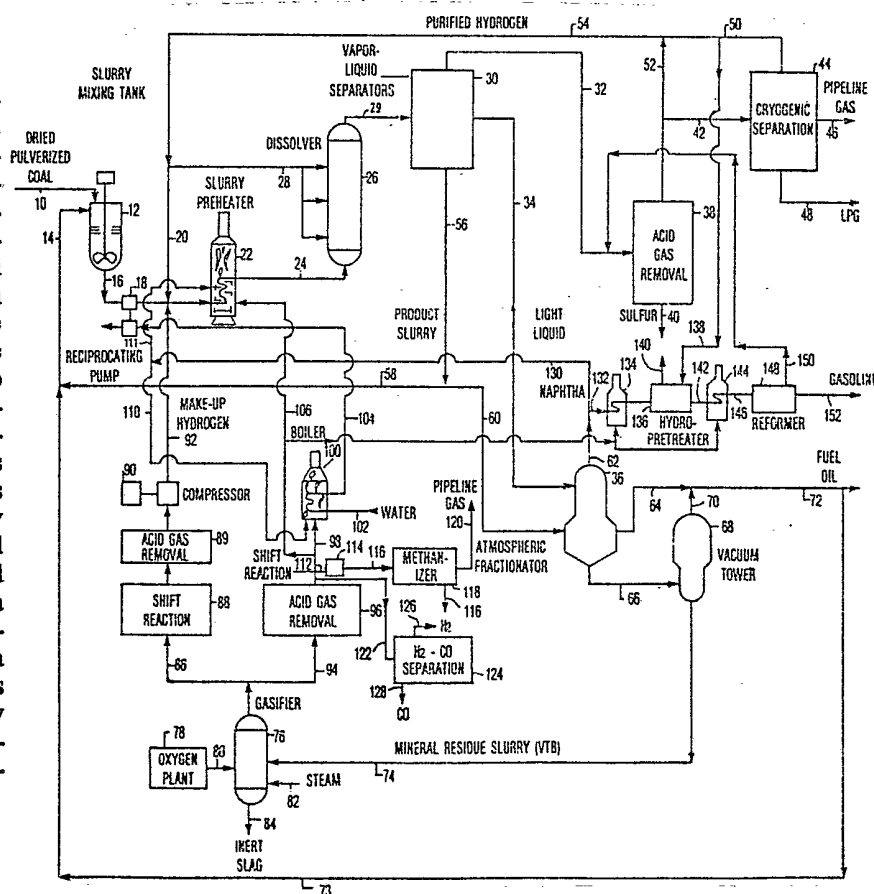 PURIFIED HYDROGEN
54
50
SLURRY
MIXING TANK
VAPOR-
LIQUID
SEPARATORS
29
30
32
52
44
CRYOGENIC
SEPARATION
PIPELINE
GAS
46
42
48
LPG
DRIED
PULVERIZED
COAL
10
12
14
16
18
20
DISSOLVER
28
26
SLURRY
PREHEATER
22
24
34
56
38
ACID
GAS
REMOVAL
SULFUR
40
PRODUCT
SLURRY
LIGHT
LIQUID
111
RECIPROCATING
PUMP
58
130
NAPHTHA
132
134
140
138
136
HYDRO-
PRETREATER
142
144
146
148
REFORMER
150
GASOLINE
152
110
MAKE-UP
HYDROGEN
92
106
104
60
BOILER
100
62
36
FUEL
OIL
90
COMPRESSOR
102
WATER
PIPELINE
GAS
120
64
70
72
ACID GAS
REMOVAL
89
98
SHIFT
REACTION
112
114
116
METHAN-
IZER
118
116
ATMOSPHERIC
FRACTIONATOR
68
VACUUM
TOWER
66
SHIFT
REACTION
88
ACID GAS
REMOVAL
96
126
H2
122
H2 - CO
SEPARATION
124
128
CO
94
GASIFIER
78
OXYGEN
PLANT
76
STEAM
82
MINERAL RESIDUE SLURRY (VTB)
74
84
INERT
SLAG
73